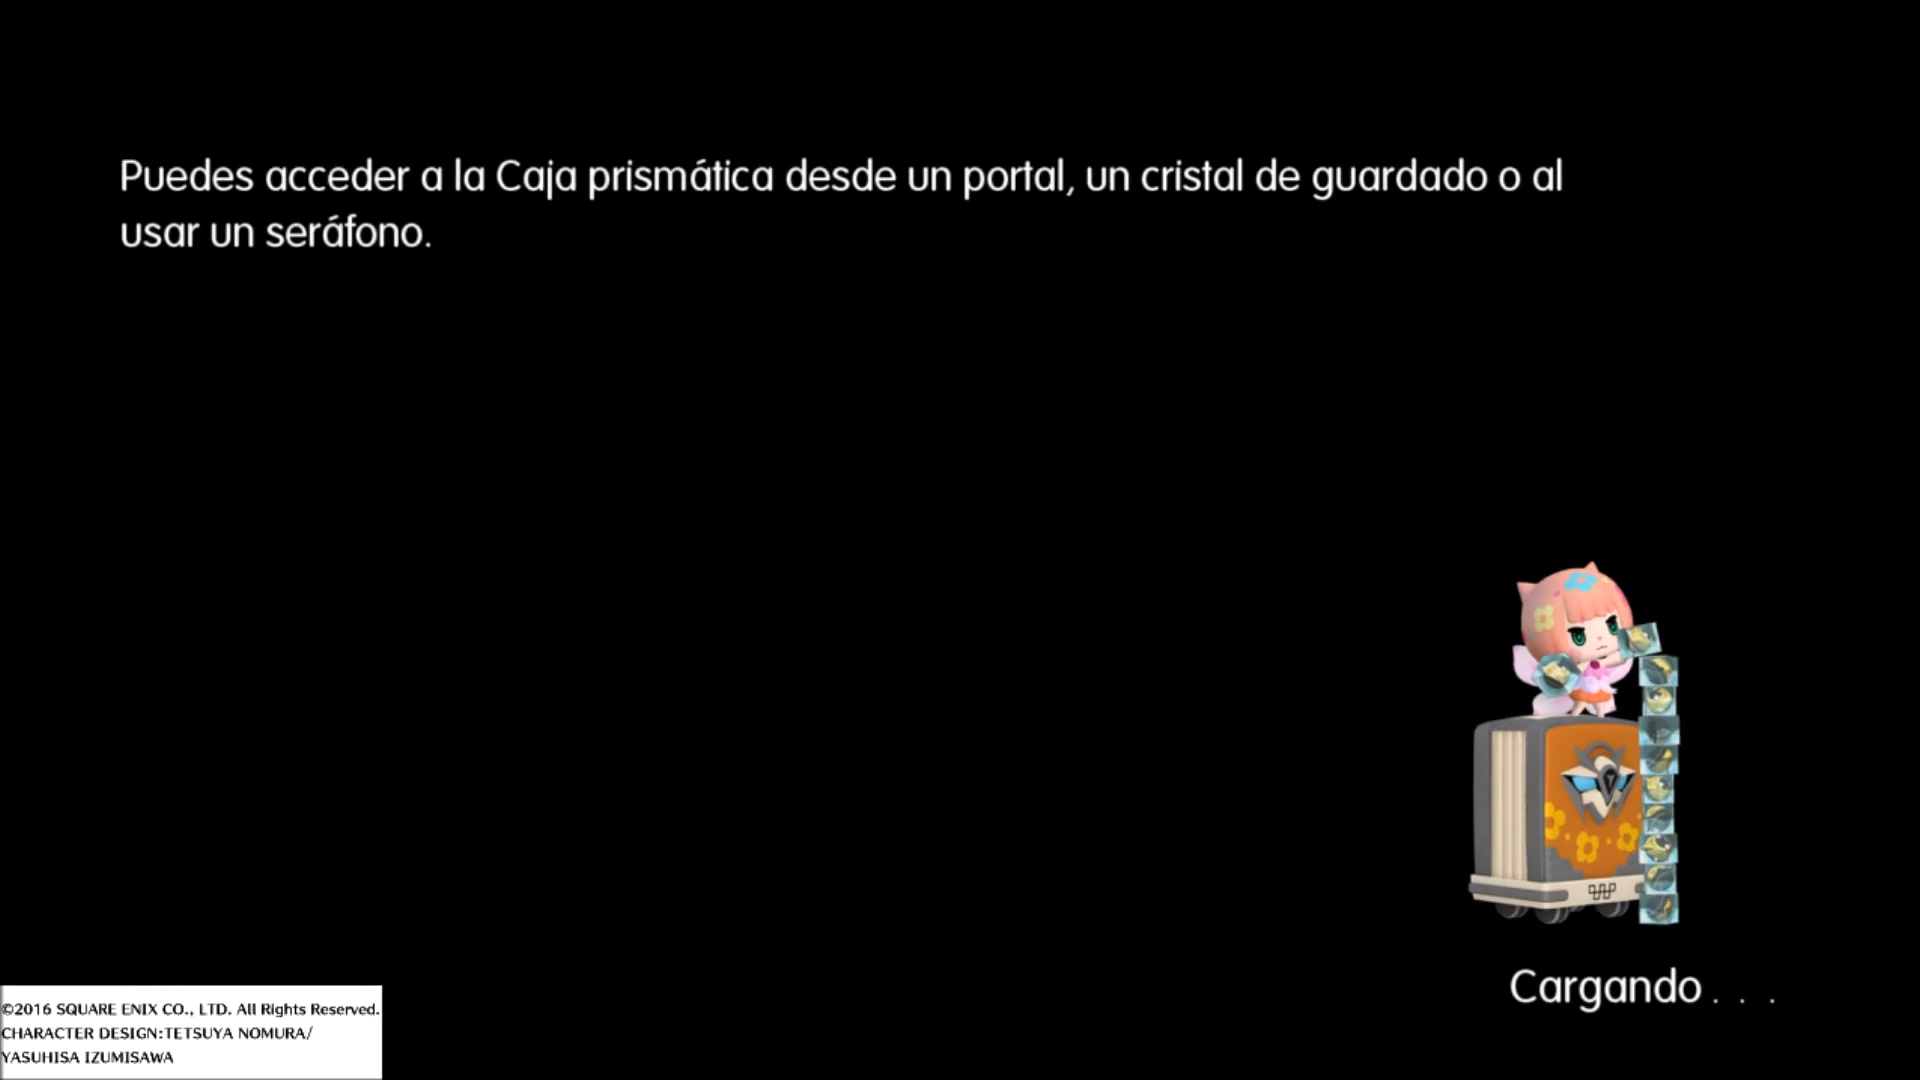 Puedes acceder a la Caja prismática desde un portal, un cristal de guardado o al
usar un seráfono.
Cargando . . .
©2016 SQUARE ENIX CO., LTD. All Rights Reserved.
CHARACTER DESIGN:TETSUYA NOMURA/
YASUHISA IZUMISAWA